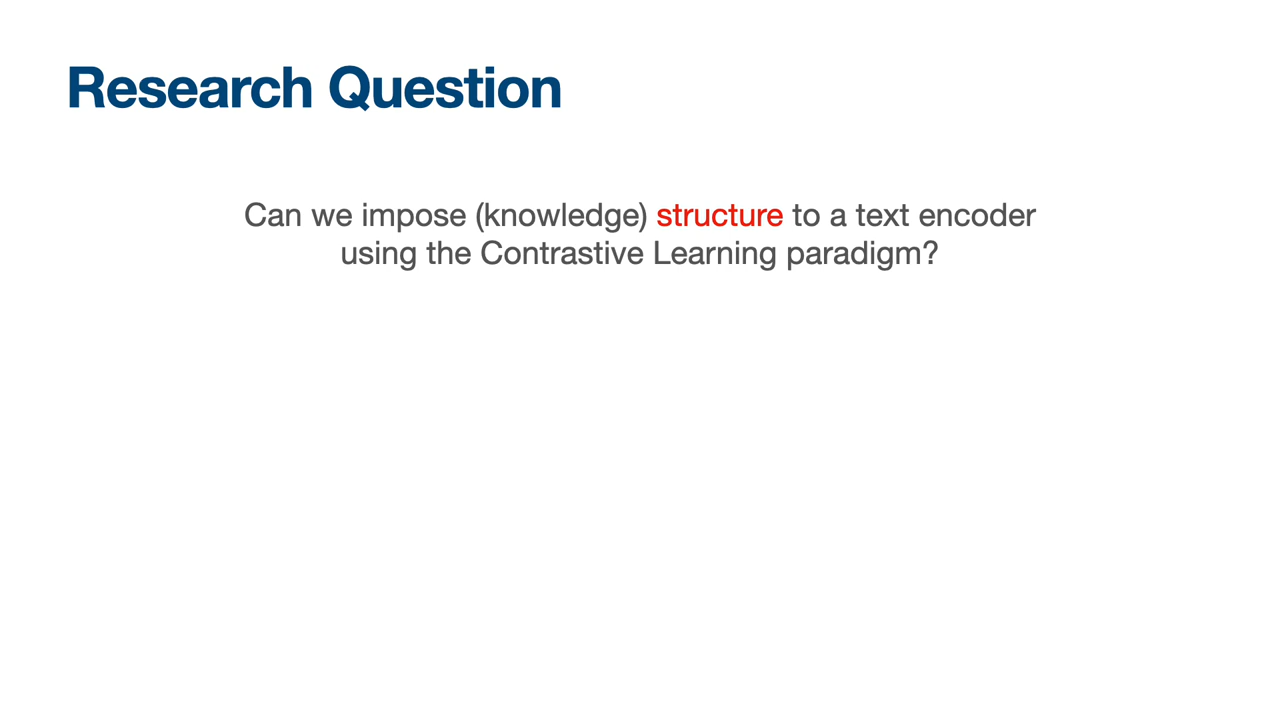 Research Question
Can we impose (knowledge) structure to a text encoder
using the Contrastive Learning paradigm?